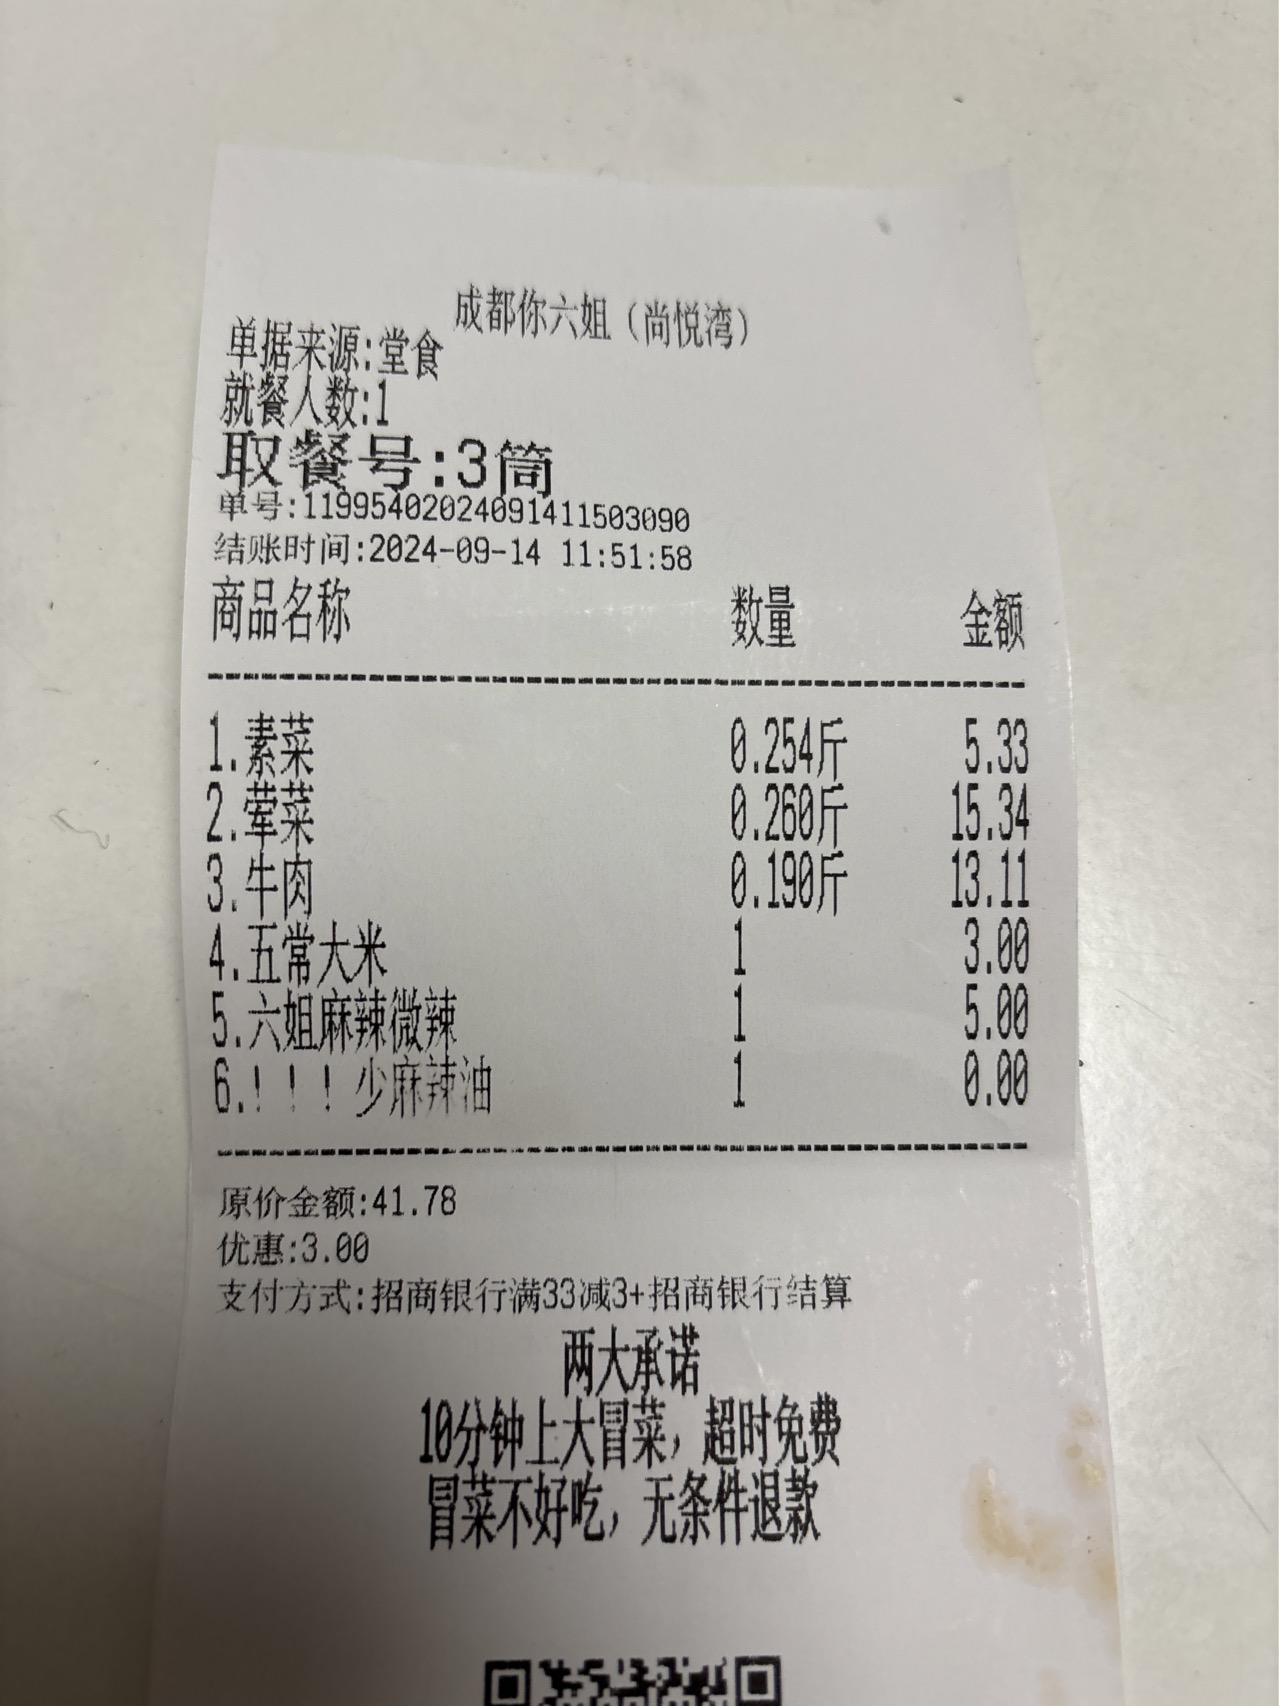 成都你六姐（尚悦湾）
单据来源:堂食
就餐人数:1
取餐号:3筒
单号:11995402024091411503090
结账时间:2024-09-14 11:51:58
商品名称 数量 金额
1.素菜 0.254斤 5.33
2.荤菜 0.260斤 15.34
3.牛肉 0.190斤 13.11
4.五常大米 1 3.00
5.六姐麻辣微辣 1 5.00
6.！！！少麻辣油 1 0.00
原价金额:41.78
优惠:3.00
支付方式:招商银行满33减3+招商银行结算
两大承诺
10分钟上大冒菜，超时免费
冒菜不好吃，无条件退款